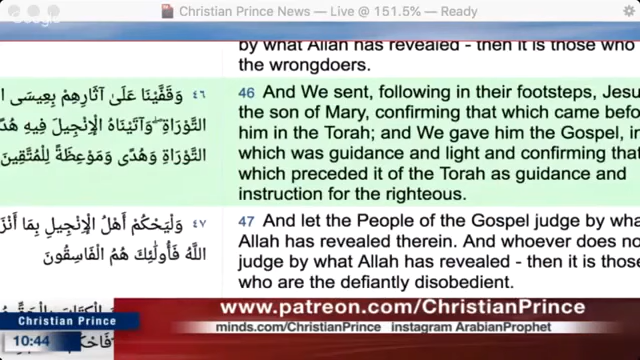 Christian Prince News — Live @ 151.5% — Ready
by what Allah has revealed - then it is those who
the wrongdoers.
٤٦ وَقَفَّيْنَا عَلَىٰ آثَارِهِمْ بِعِيسَى
التَّوْرَاةِ ۖ وَآتَيْنَاهُ الْإِنْجِيلَ فِيهِ
التَّوْرَاةِ وَهُدًى وَمَوْعِظَةً لِلْمُتَّقِينَ
46 And We sent, following in their footsteps, Jesu
the son of Mary, confirming that which came befo
him in the Torah; and We gave him the Gospel, in
which was guidance and light and confirming that
which preceded it of the Torah as guidance and
instruction for the righteous.
٤٧ وَلْيَحْكُمْ أَهْلُ الْإِنْجِيلِ بِمَا
اللَّهُ فَأُولَٰئِكَ هُمُ الْفَاسِقُونَ
47 And let the People of the Gospel judge by wha
Allah has revealed therein. And whoever does no
judge by what Allah has revealed - then it is those
who are the defiantly disobedient.
www.patreon.com/ChristianPrince
minds.com/ChristianPrince instagram ArabianProphet
Christian Prince
10:44